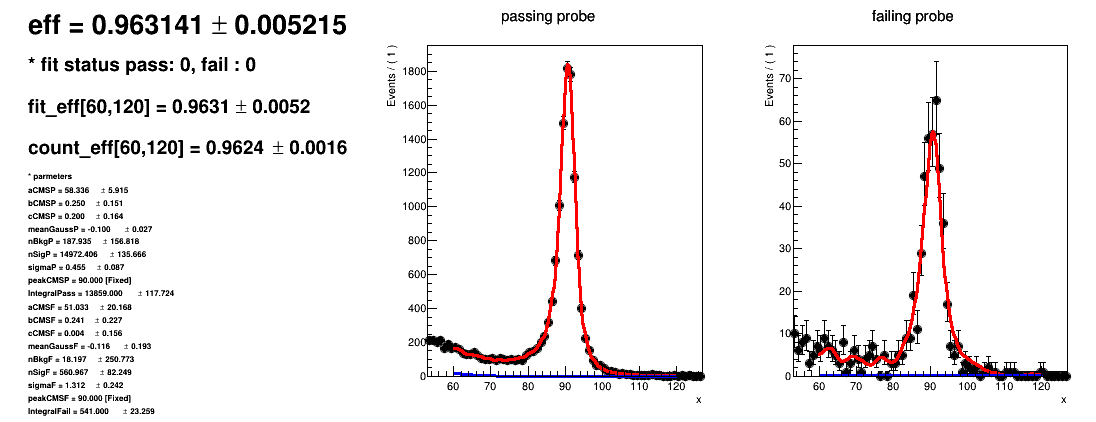 eff = 0.963141 ± 0.005215
* fit status pass: 0, fail : 0
fit_eff[60,120] = 0.9631 ± 0.0052
count_eff[60,120] = 0.9624 ± 0.0016
* parmeters
aCMSP = 58.336 ± 5.915
bCMSP = 0.250 ± 0.151
cCMSP = 0.200 ± 0.164
meanGaussP = -0.100 ± 0.027
nBkgP = 187.935 ± 156.818
nSigP = 14972.406 ± 135.666
sigmaP = 0.455 ± 0.087
peakCMSP = 90.000 [Fixed]
IntegralPass = 13859.000 ± 117.724
aCMSF = 51.033 ± 20.168
bCMSF = 0.241 ± 0.227
cCMSF = 0.004 ± 0.156
meanGaussF = -0.116 ± 0.193
nBkgF = 18.197 ± 250.773
nSigF = 560.967 ± 82.249
sigmaF = 1.312 ± 0.242
peakCMSF = 90.000 [Fixed]
IntegralFail = 541.000 ± 23.259
passing probe
Events / ( 1 )
1800
1600
1400
1200
1000
800
600
400
200
0
60 70 80 90 100 110 120
x
failing probe
Events / ( 1 )
70
60
50
40
30
20
10
0
60 70 80 90 100 110 120
x